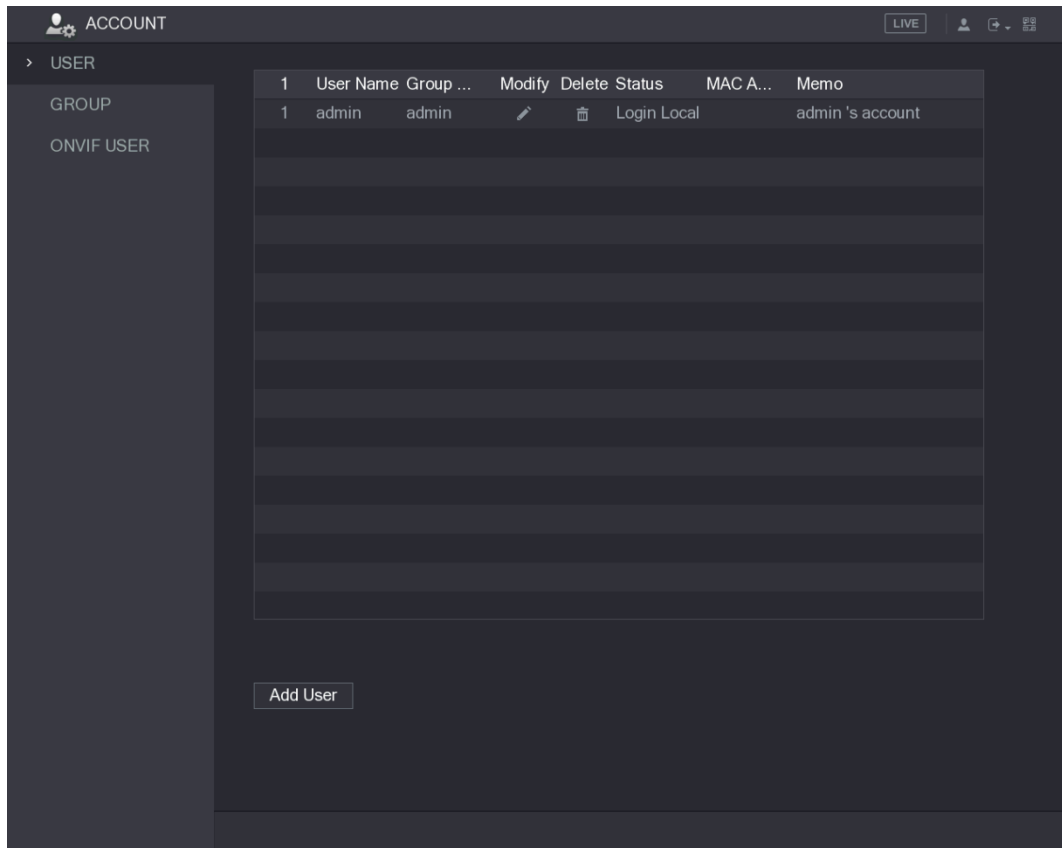 ACCOUNT LIVE
USER
GROUP
ONVIF USER
1 User Name Group ... Modify Delete Status MAC A... Memo
1 admin admin Login Local admin 's account
Add User